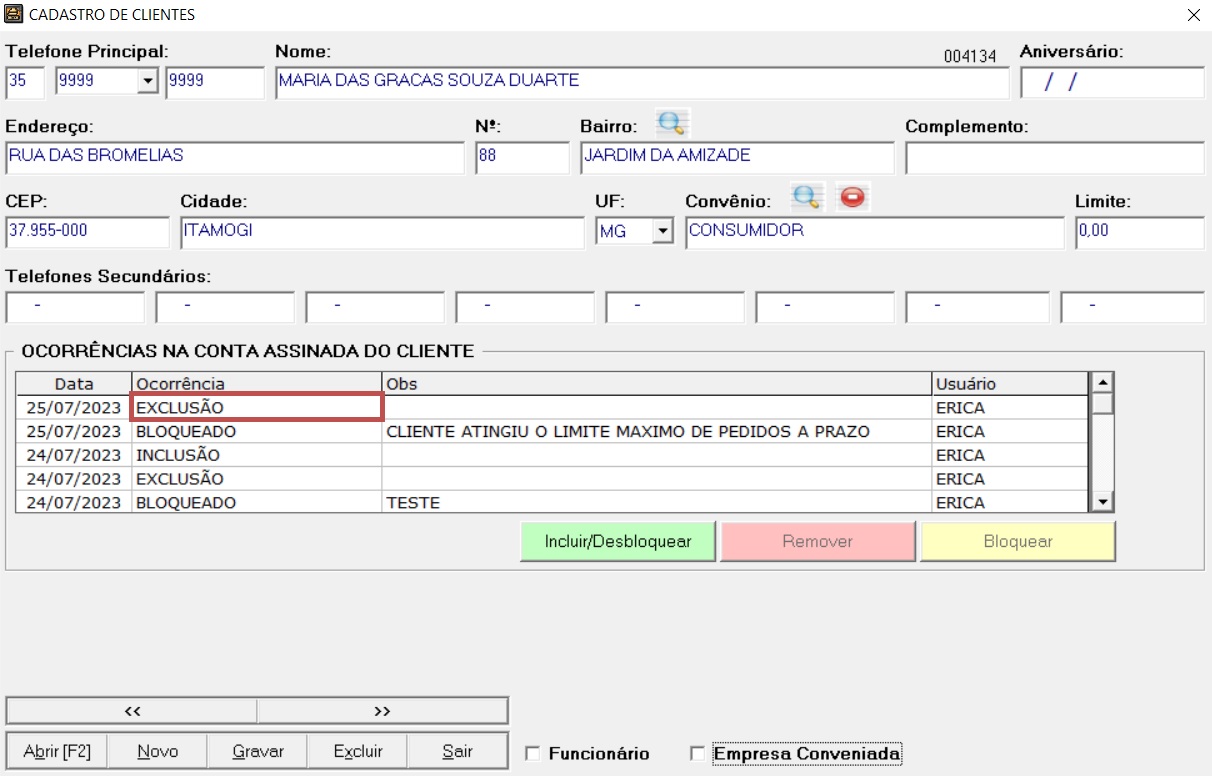 CADASTRO DE CLIENTES
Telefone Principal: Nome: 004134 Aniversário:
35 9999 9999 MARIA DAS GRACAS SOUZA DUARTE / /
Endereço: Nº: Bairro: Complemento:
RUA DAS BROMELIAS 88 JARDIM DA AMIZADE
CEP: Cidade: UF: Convênio: Limite:
37.955-000 ITAMOGI MG CONSUMIDOR 0,00
Telefones Secundários:
- - - - - - - -
OCORRÊNCIAS NA CONTA ASSINADA DO CLIENTE
Data Ocorrência Obs Usuário
25/07/2023 EXCLUSÃO ERICA
25/07/2023 BLOQUEADO CLIENTE ATINGIU O LIMITE MAXIMO DE PEDIDOS A PRAZO ERICA
24/07/2023 INCLUSÃO ERICA
24/07/2023 EXCLUSÃO ERICA
24/07/2023 BLOQUEADO TESTE ERICA
Incluir/Desbloquear Remover Bloquear
<< >>
Abrir [F2] Novo Gravar Excluir Sair Funcionário Empresa Conveniada